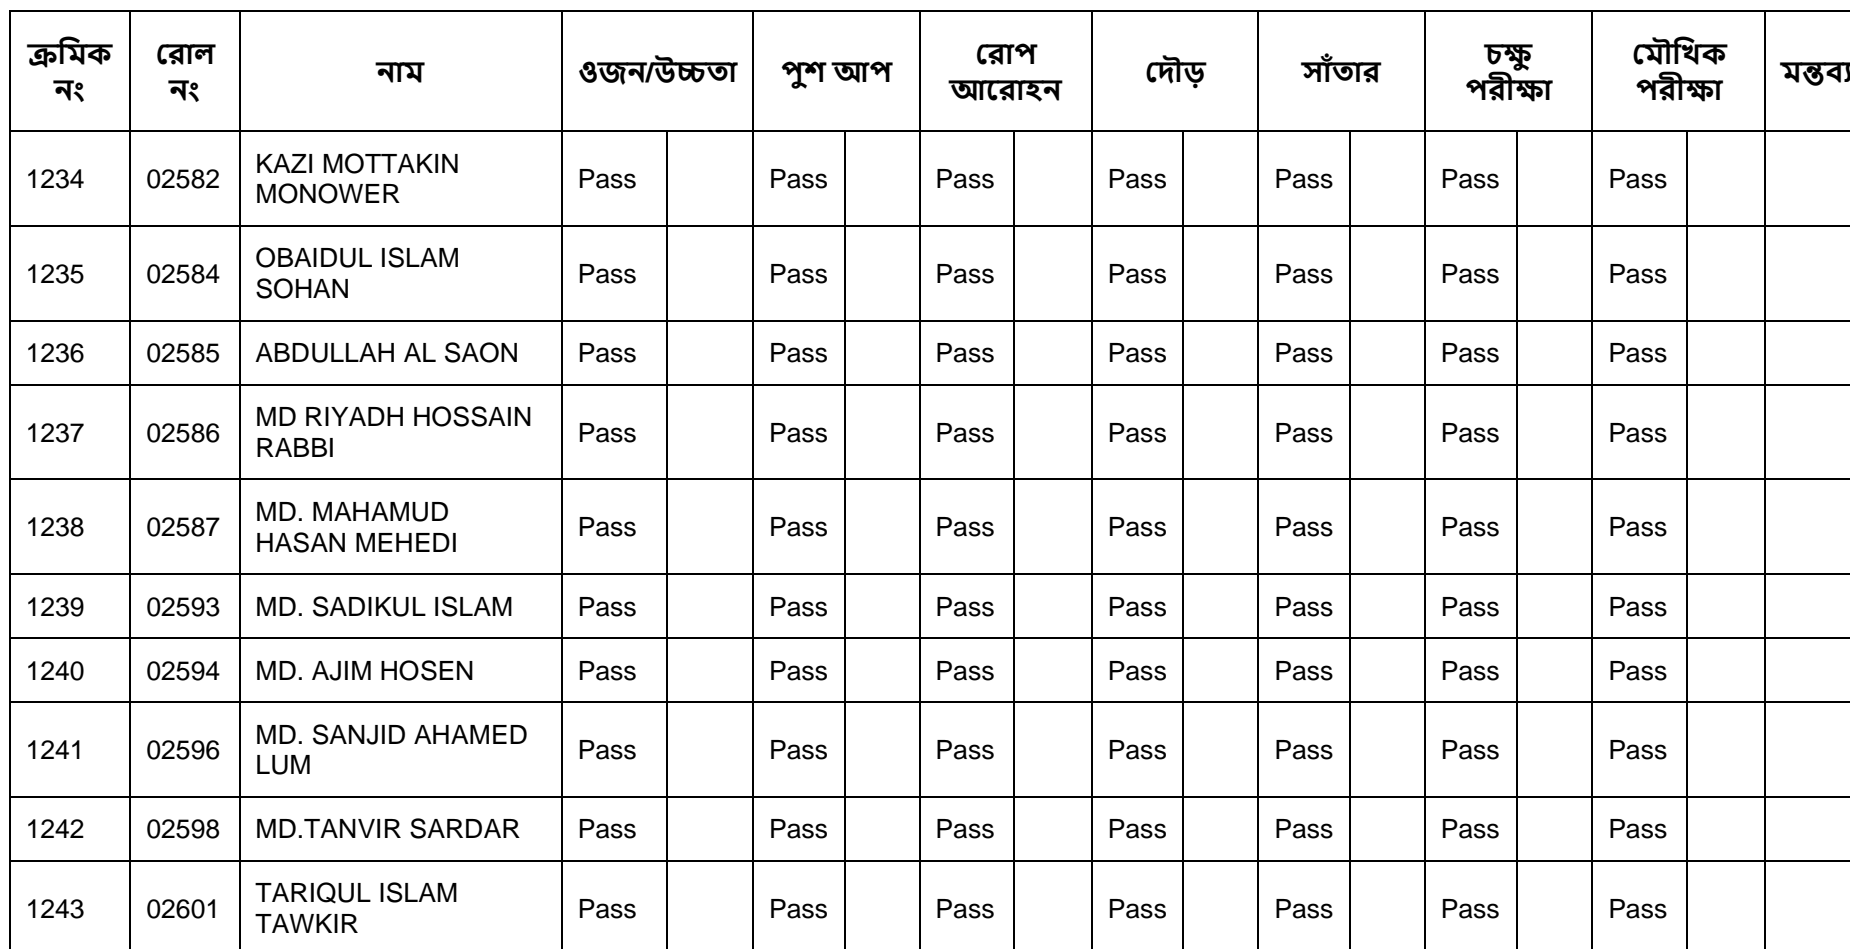 ক্রমিক নং রোল নং নাম ওজন/উচ্চতা পুশ আপ রোপ আরোহন দৌড় সাঁতার চক্ষু পরীক্ষা মৌখিক পরীক্ষা মন্তব্য
1234 02582 KAZI MOTTAKIN MONOWER Pass Pass Pass Pass Pass Pass Pass
1235 02584 OBAIDUL ISLAM SOHAN Pass Pass Pass Pass Pass Pass Pass
1236 02585 ABDULLAH AL SAON Pass Pass Pass Pass Pass Pass Pass
1237 02586 MD RIYADH HOSSAIN RABBI Pass Pass Pass Pass Pass Pass Pass
1238 02587 MD. MAHAMUD HASAN MEHEDI Pass Pass Pass Pass Pass Pass Pass
1239 02593 MD. SADIKUL ISLAM Pass Pass Pass Pass Pass Pass Pass
1240 02594 MD. AJIM HOSEN Pass Pass Pass Pass Pass Pass Pass
1241 02596 MD. SANJID AHAMED LUM Pass Pass Pass Pass Pass Pass Pass
1242 02598 MD.TANVIR SARDAR Pass Pass Pass Pass Pass Pass Pass
1243 02601 TARIQUL ISLAM TAWKIR Pass Pass Pass Pass Pass Pass Pass